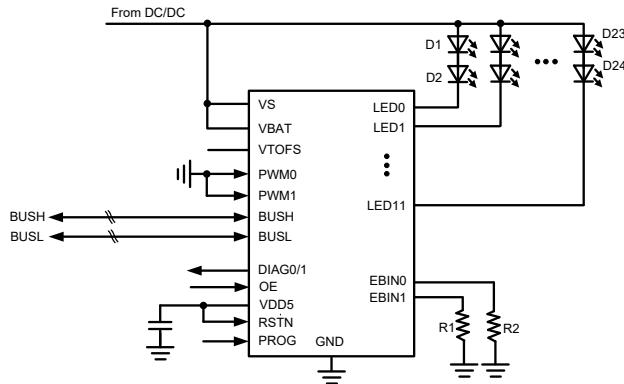 From DC/DC
D1
D23
D2
D24
VS
LED0
VBAT
LED1
VTOFS
PWM0
PWM1
LED11
BUSH
BUSH
BUSL
BUSL
DIAG0/1
EBIN0
OE
EBIN1
VDD5
RSTN
R1
R2
PROG
GND